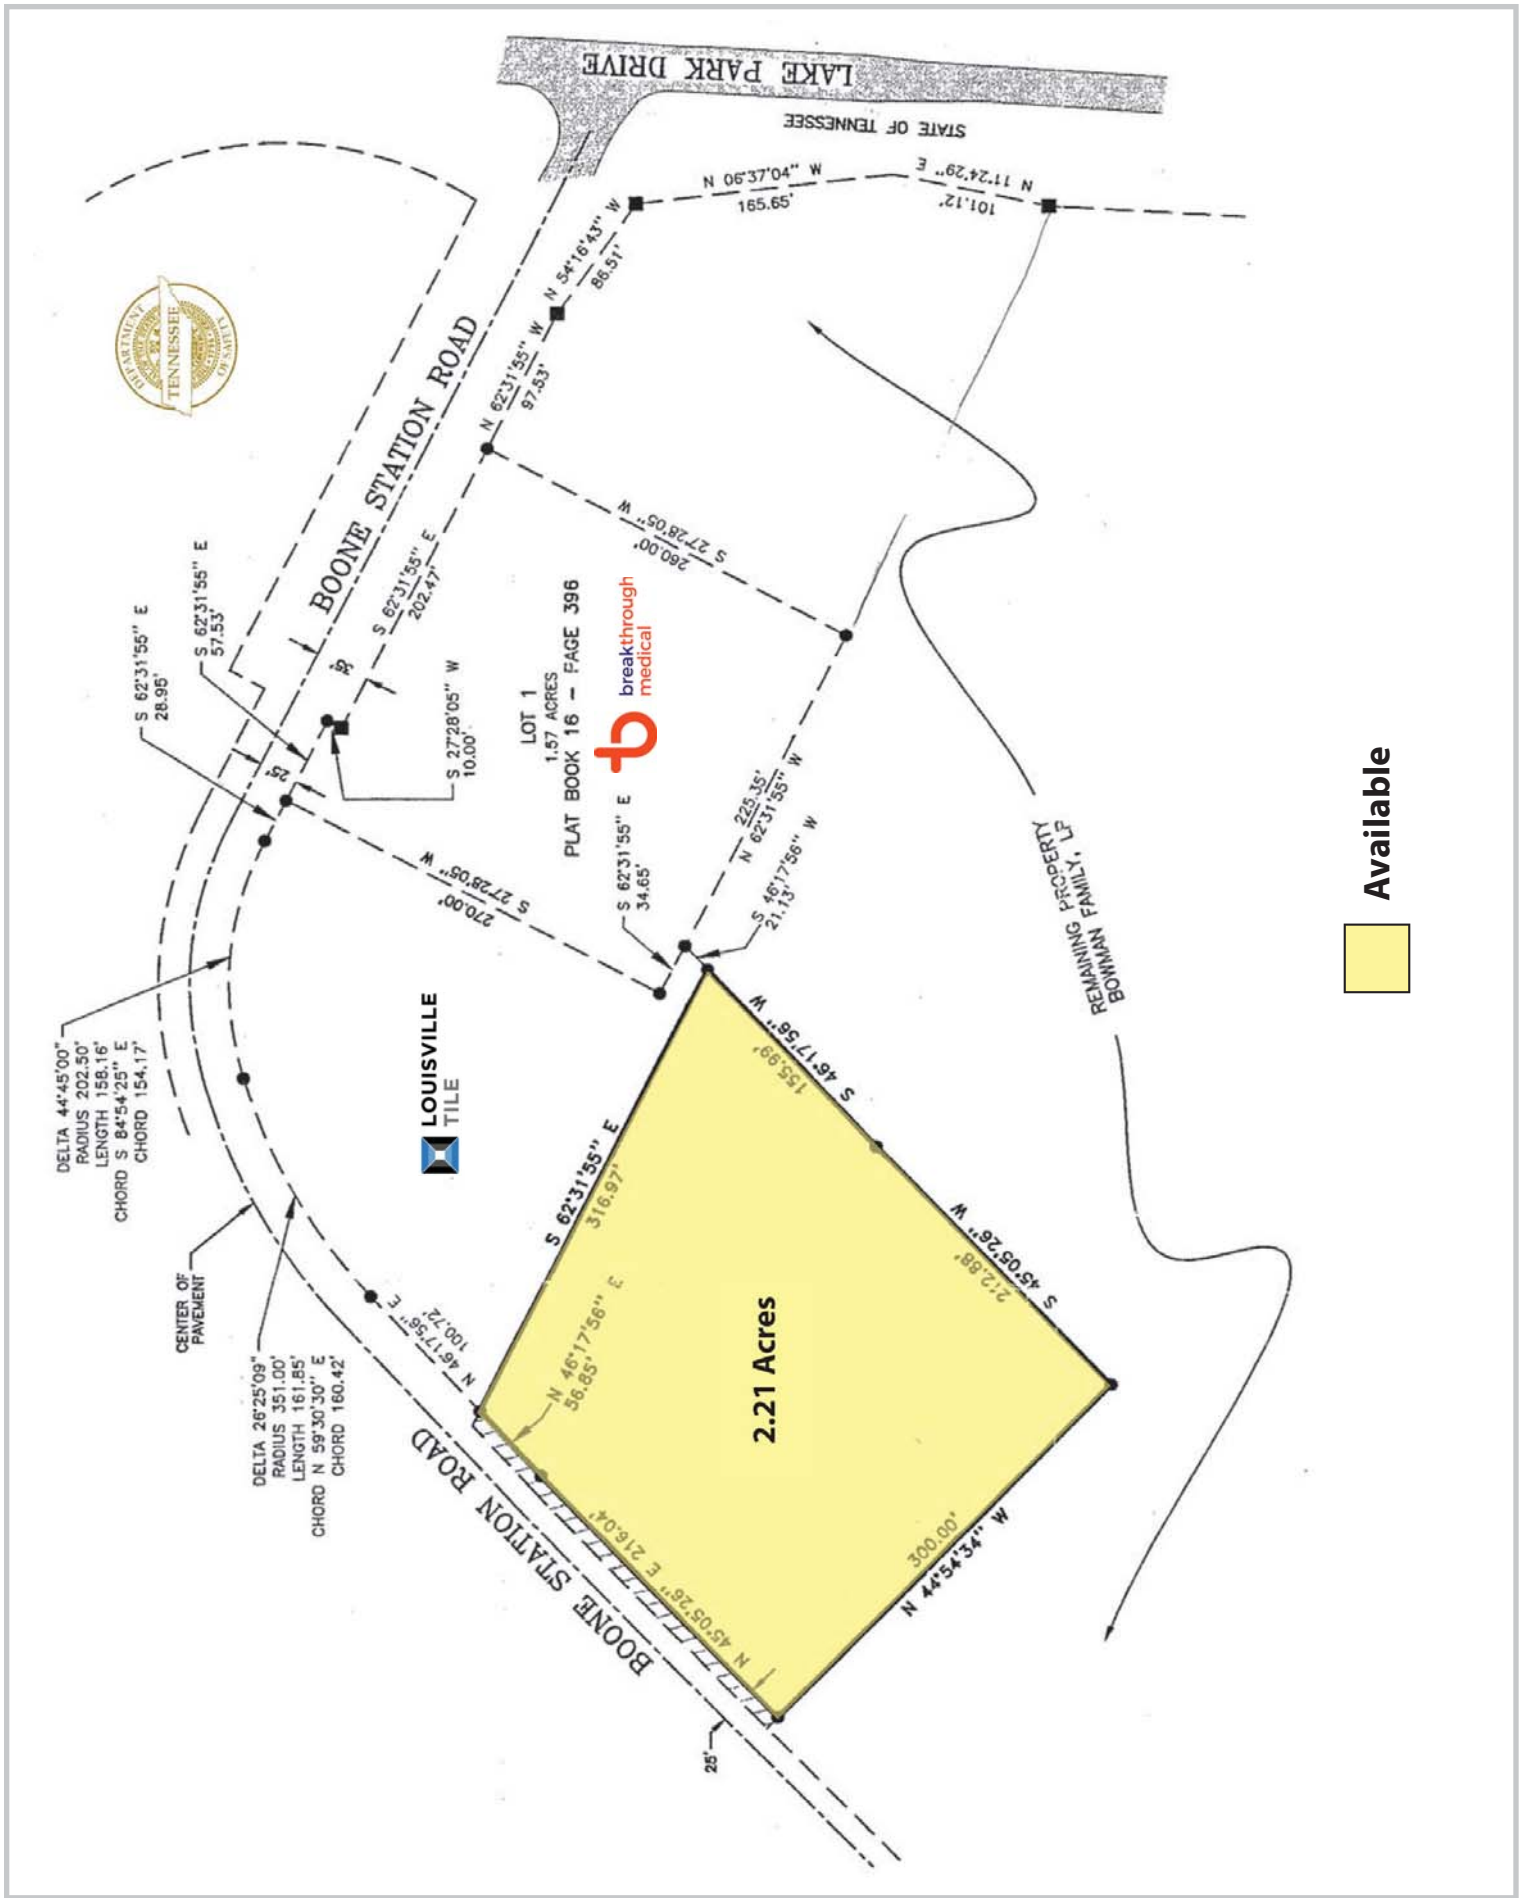 LAKE PARK DRIVE
STATE OF TENNESSEE
N 11°24'29" E
101.12'
N 06°37'04" W
165.65'
N 54°16'43" W
86.51'
N 62°31'55" W
97.53'
DEPARTMENT
TENNESSEE
OF SAFETY
BOONE STATION ROAD
S 62°31'55" E
202.47'
S 62°31'55" E
57.53'
S 62°31'55" E
28.95'
35'
25'
S 27°28'05" W
10.00'
S 27°28'05" W
260.00'
LOT 1
1.57 ACRES
PLAT BOOK 16 - PAGE 396
breakthrough
medical
225.35'
N 62°31'55" W
S 46°17'56" W
21.13'
S 62°31'55" E
34.65'
S 27°28'05" W
270.00'
DELTA 44°45'00"
RADIUS 202.50'
LENGTH 158.16'
CHORD S 84°54'25" E
CHORD 154.17'
LOUISVILLE
TILE
CENTER OF
PAVEMENT
DELTA 26°25'09"
RADIUS 351.00'
LENGTH 161.85'
CHORD N 59°30'30" E
CHORD 160.42'
N 46°17'56" E
100.72'
S 62°31'55" E
316.97'
N 46°17'56" E
56.85'
S 46°17'56" W
155.99'
S 45°05'26" W
212.88'
2.21 Acres
N 45°05'26" E 216.04'
300.00'
N 44°54'34" W
BOONE STATION ROAD
25'
REMAINING PROPERTY
BOWMAN FAMILY, LP
Available